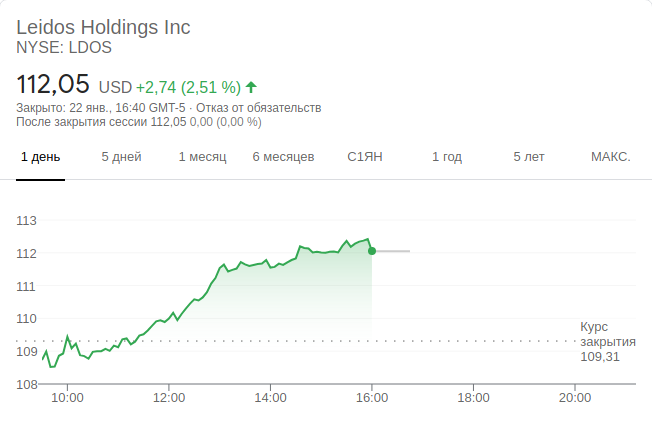 Leidos Holdings Inc
NYSE: LDOS
112,05 USD +2,74 (2,51 %)
Закрыто: 22 янв., 16:40 GMT-5 · Отказ от обязательств
После закрытия сессии 112,05 0,00 (0,00 %)
1 день 5 дней 1 месяц 6 месяцев С1ЯН 1 год 5 лет МАКС.
113
112
111
110
109
108
Курс
закрытия
109,31
10:00 12:00 14:00 16:00 18:00 20:00